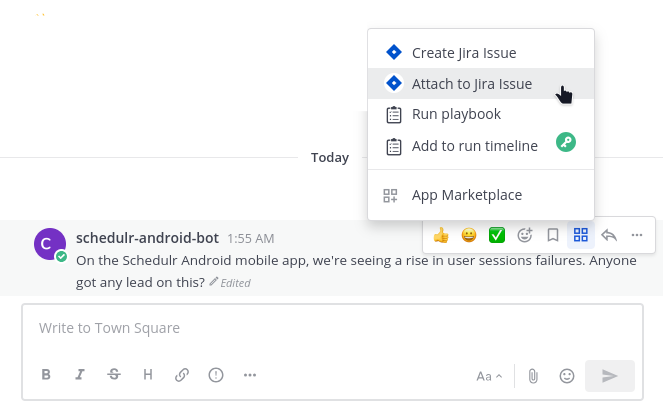 Create Jira Issue
Attach to Jira Issue
Run playbook
Add to run timeline
Today
App Marketplace
C
schedulr-android-bot 1:55 AM
On the Schedulr Android mobile app, we're seeing a rise in user sessions failures. Anyone
got any lead on this? Edited
Write to Town Square
B I S H Aa